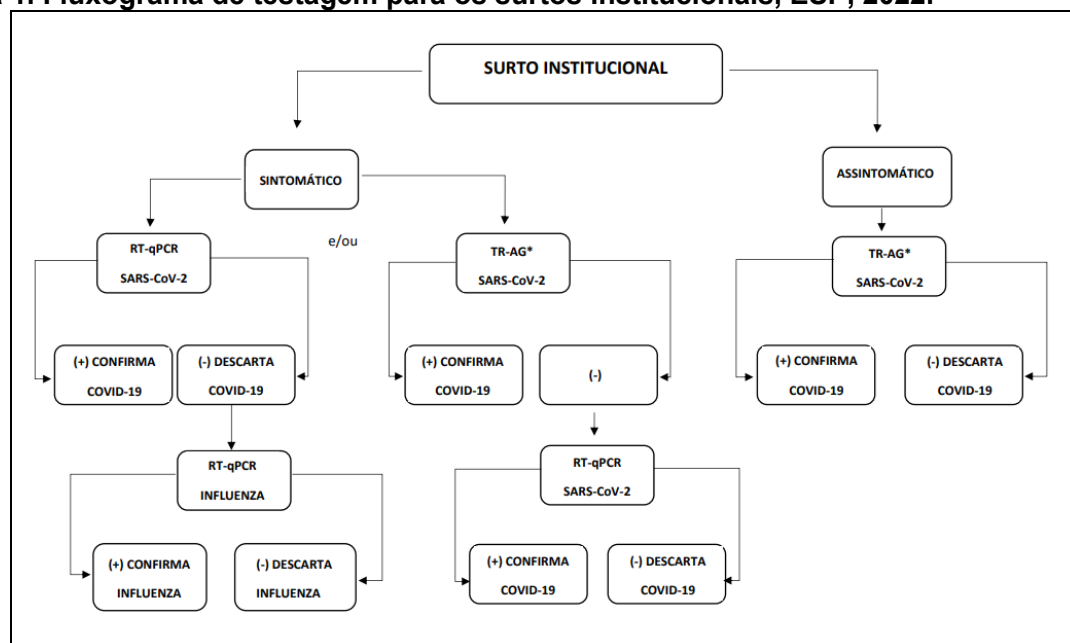 1. Fluxograma de testagem para os surtos institucionais, ESP, 2022.
SURTO INSTITUCIONAL
SINTOMÁTICO
ASSINTOMÁTICO
RT-qPCR
SARS-CoV-2
e/ou
TR-AG*
SARS-CoV-2
TR-AG*
SARS-CoV-2
(+) CONFIRMA
COVID-19
(-) DESCARTA
COVID-19
(+) CONFIRMA
COVID-19
(-)
(+) CONFIRMA
COVID-19
(-) DESCARTA
COVID-19
RT-qPCR
INFLUENZA
RT-qPCR
SARS-CoV-2
(+) CONFIRMA
INFLUENZA
(-) DESCARTA
INFLUENZA
(+) CONFIRMA
COVID-19
(-) DESCARTA
COVID-19